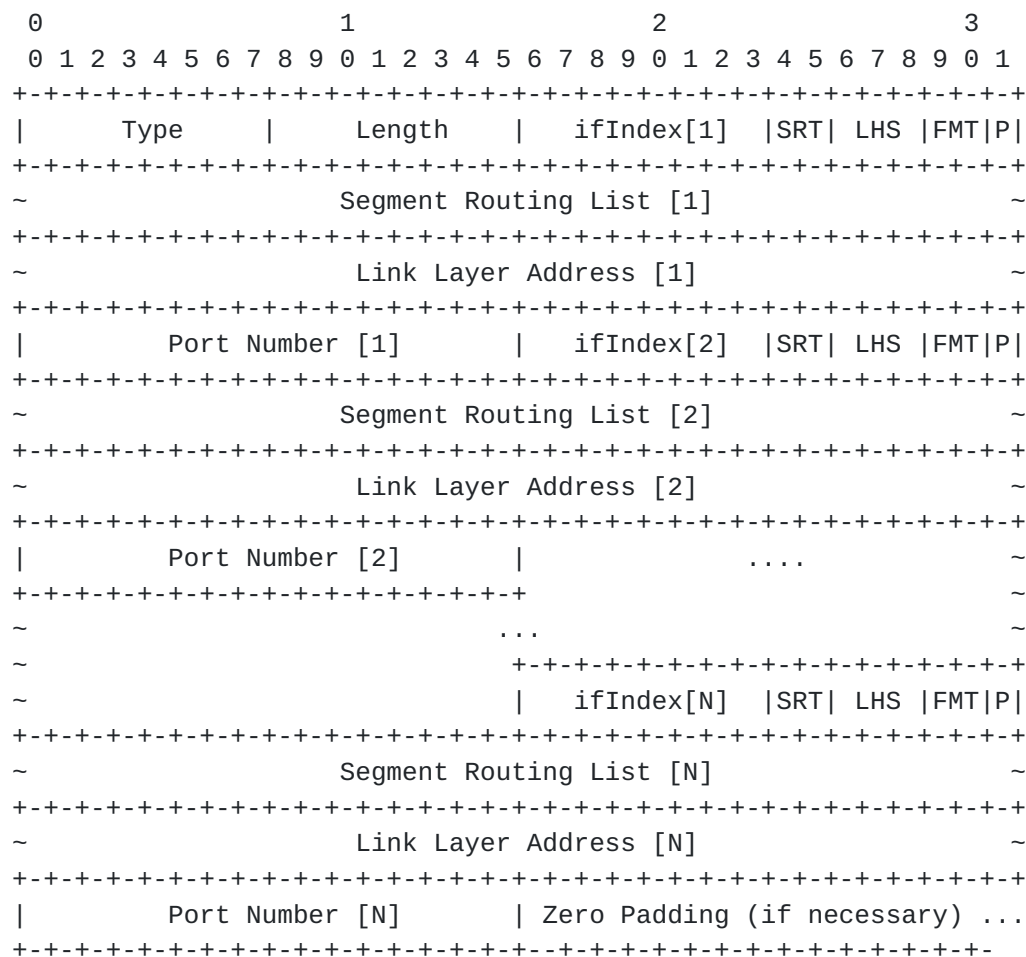 0                   1                   2                   3
 0 1 2 3 4 5 6 7 8 9 0 1 2 3 4 5 6 7 8 9 0 1 2 3 4 5 6 7 8 9 0 1
+-+-+-+-+-+-+-+-+-+-+-+-+-+-+-+-+-+-+-+-+-+-+-+-+-+-+-+-+-+-+-+-+
|      Type     |     Length    |   ifIndex[1]  |SRT| LHS |FMT|P|
+-+-+-+-+-+-+-+-+-+-+-+-+-+-+-+-+-+-+-+-+-+-+-+-+-+-+-+-+-+-+-+-+
~                    Segment Routing List [1]                   ~
+-+-+-+-+-+-+-+-+-+-+-+-+-+-+-+-+-+-+-+-+-+-+-+-+-+-+-+-+-+-+-+-+
~                     Link Layer Address [1]                    ~
+-+-+-+-+-+-+-+-+-+-+-+-+-+-+-+-+-+-+-+-+-+-+-+-+-+-+-+-+-+-+-+-+
|         Port Number [1]       |   ifIndex[2]  |SRT| LHS |FMT|P|
+-+-+-+-+-+-+-+-+-+-+-+-+-+-+-+-+-+-+-+-+-+-+-+-+-+-+-+-+-+-+-+-+
~                    Segment Routing List [2]                   ~
+-+-+-+-+-+-+-+-+-+-+-+-+-+-+-+-+-+-+-+-+-+-+-+-+-+-+-+-+-+-+-+-+
~                     Link Layer Address [2]                    ~
+-+-+-+-+-+-+-+-+-+-+-+-+-+-+-+-+-+-+-+-+-+-+-+-+-+-+-+-+-+-+-+-+
|         Port Number [2]       |              ....             ~
+-+-+-+-+-+-+-+-+-+-+-+-+-+-+-+-+                               ~
~                              ...                              ~
~                               +-+-+-+-+-+-+-+-+-+-+-+-+-+-+-+-+
~                               |   ifIndex[N]  |SRT| LHS |FMT|P|
+-+-+-+-+-+-+-+-+-+-+-+-+-+-+-+-+-+-+-+-+-+-+-+-+-+-+-+-+-+-+-+-+
~                    Segment Routing List [N]                   ~
+-+-+-+-+-+-+-+-+-+-+-+-+-+-+-+-+-+-+-+-+-+-+-+-+-+-+-+-+-+-+-+-+
~                     Link Layer Address [N]                    ~
+-+-+-+-+-+-+-+-+-+-+-+-+-+-+-+-+-+-+-+-+-+-+-+-+-+-+-+-+-+-+-+-+
|         Port Number [N]       | Zero Padding (if necessary) ...
+-+-+-+-+-+-+-+-+-+-+-+-+-+-+-+-+--+-+-+-+-+-+-+-+-+-+-+-+-+-+-